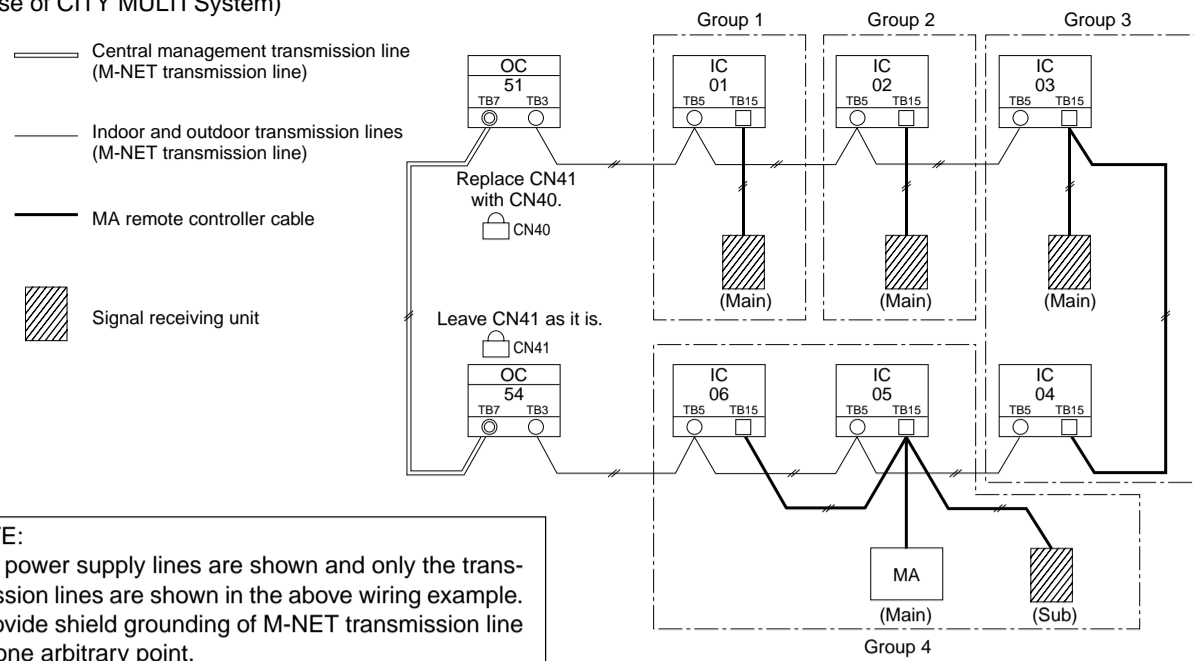 se of CITY MULTI System)
Central management transmission line
(M-NET transmission line)
Indoor and outdoor transmission lines
(M-NET transmission line)
MA remote controller cable
Signal receiving unit
Group 1
Group 2
Group 3
OC
51
TB7 TB3
IC
01
TB5 TB15
IC
02
TB5 TB15
IC
03
TB5 TB15
Replace CN41
with CN40.
CN40
(Main)
(Main)
(Main)
Leave CN41 as it is.
CN41
OC
54
TB7 TB3
IC
06
TB5 TB15
IC
05
TB5 TB15
IC
04
TB5 TB15
MA
(Main)
(Sub)
Group 4
TE:
power supply lines are shown and only the trans-
ssion lines are shown in the above wiring example.
ovide shield grounding of M-NET transmission line
one arbitrary point.